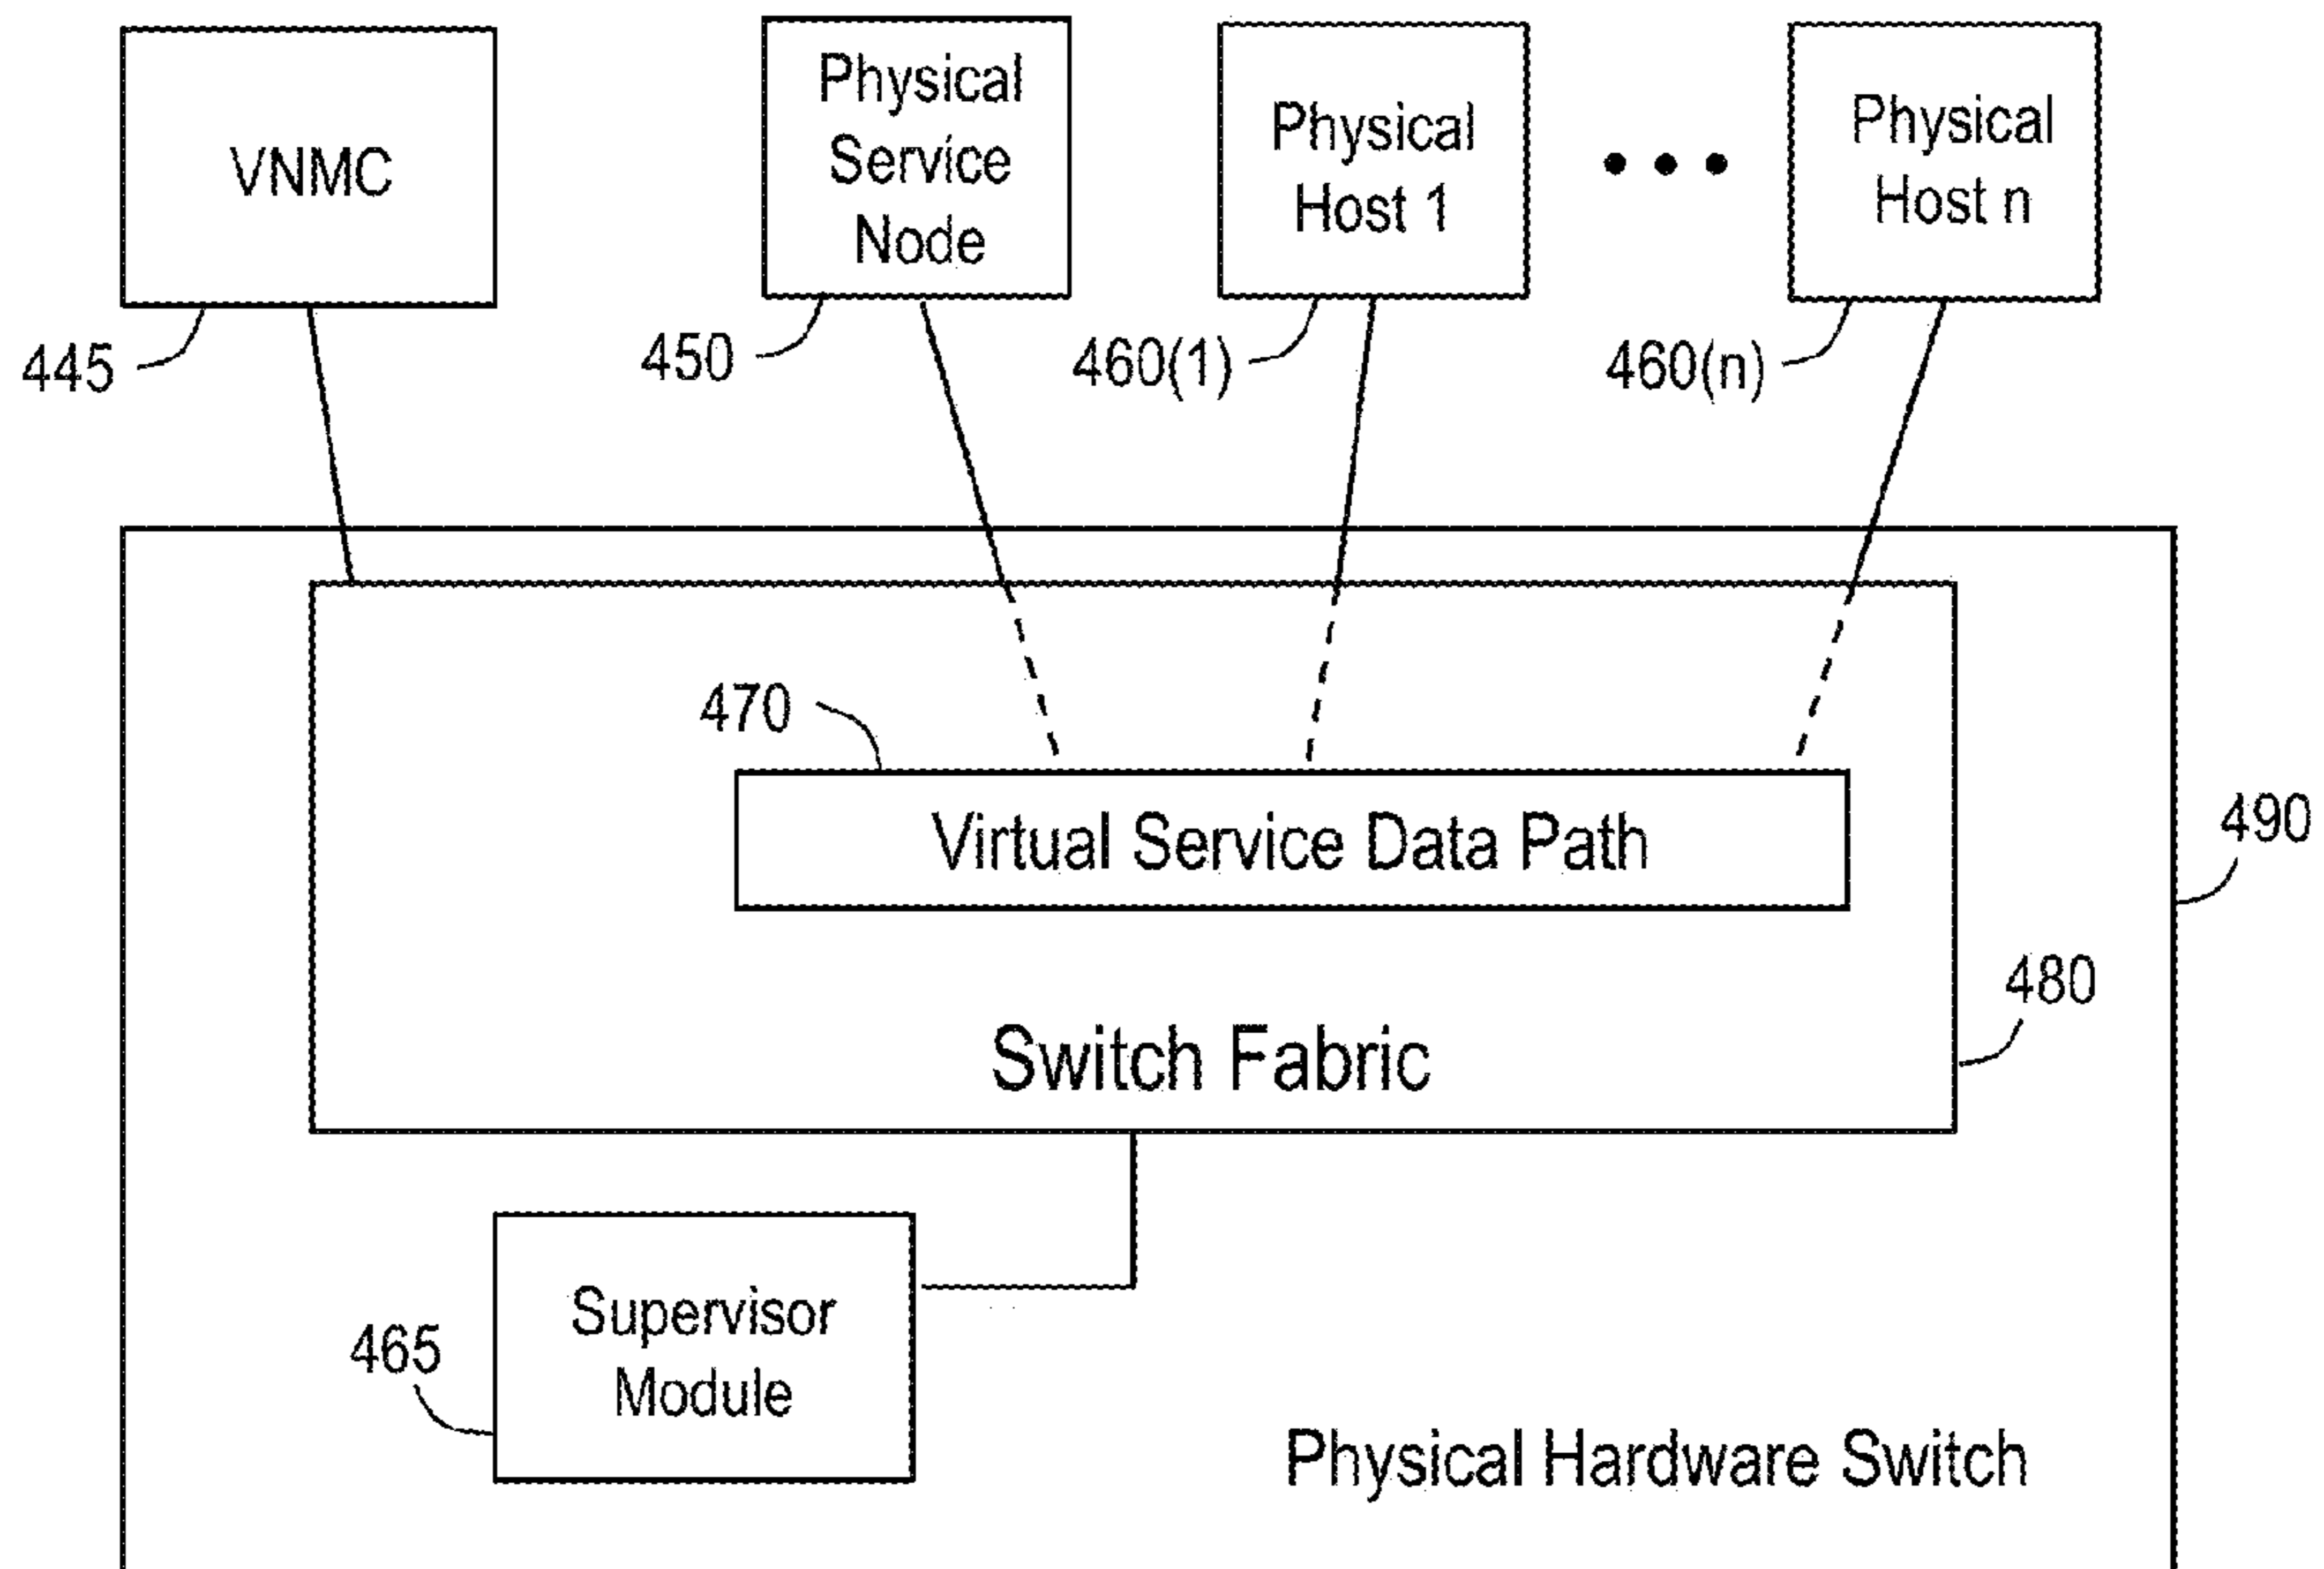 VNMC
Physical
Service
Node
Physical
Host 1
•••
Physical
Host n
445
450
460(1)
460(n)
470
Virtual Service Data Path
490
480
Switch Fabric
465
Supervisor
Module
Physical Hardware Switch